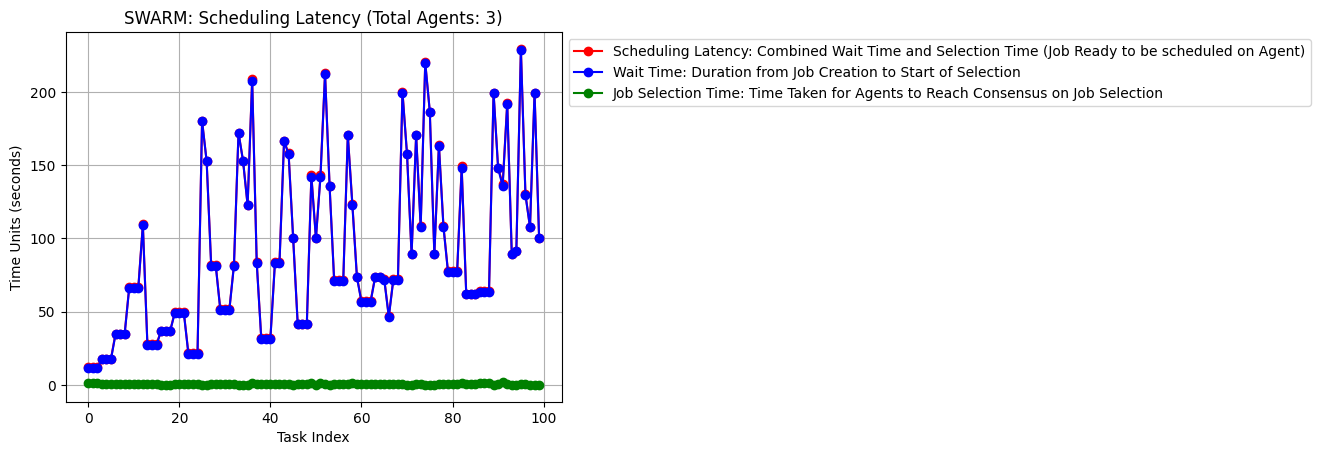 SWARM: Scheduling Latency (Total Agents: 3)
Scheduling Latency: Combined Wait Time and Selection Time (Job Ready to be scheduled on Agent)
Wait Time: Duration from Job Creation to Start of Selection
Job Selection Time: Time Taken for Agents to Reach Consensus on Job Selection
Time Units (seconds)
200
150
100
50
0
0 20 40 60 80 100
Task Index